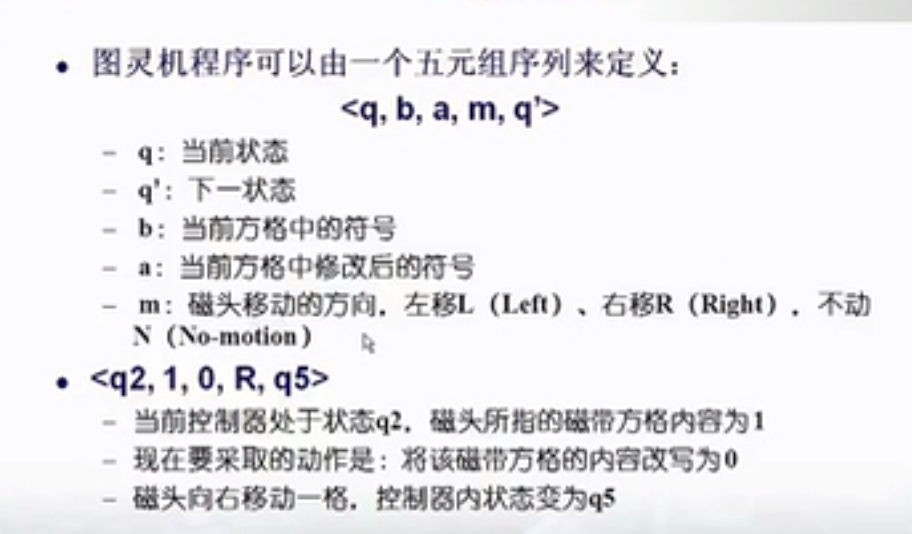 • 图灵机程序可以由一个五元组序列来定义：
<q, b, a, m, q'>
– q：当前状态
– q'：下一状态
– b：当前方格中的符号
– a：当前方格中修改后的符号
– m：磁头移动的方向，左移L（Left）、右移R（Right），不动
N（No-motion）
• <q2, 1, 0, R, q5>
– 当前控制器处于状态q2，磁头所指的磁带方格内容为1
– 现在要采取的动作是：将该磁带方格的内容改写为0
– 磁头向右移动一格，控制器内状态变为q5